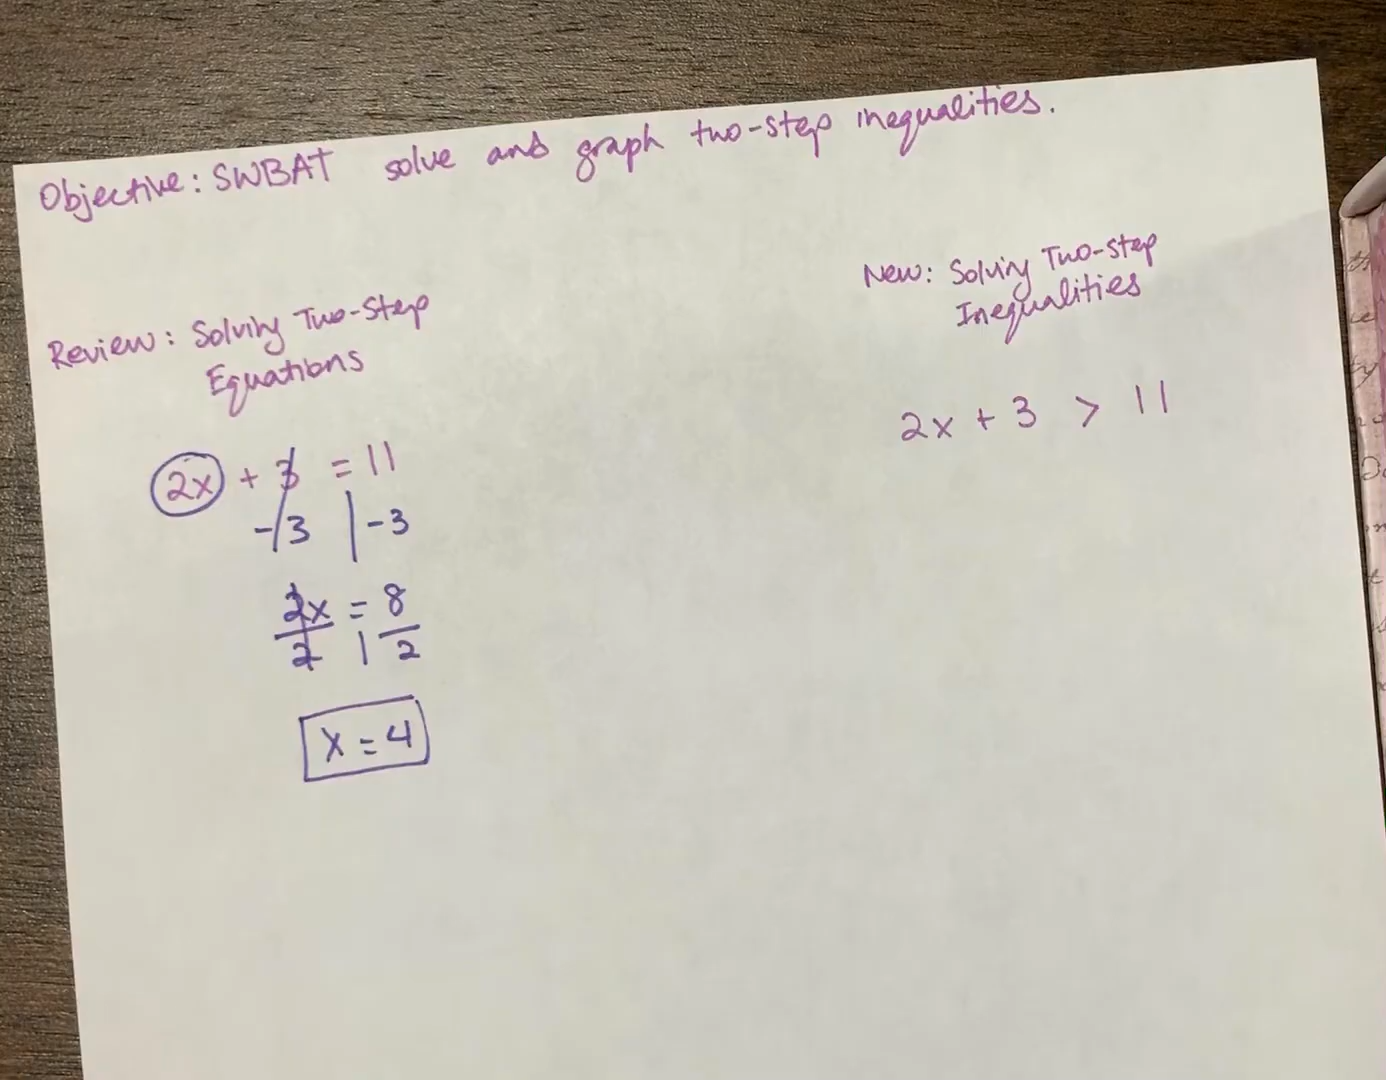 Objective: SWBAT solve and graph two-step inequalities.
Review: Solving Two-Step
Equations
2x + 3 = 11
-3 | -3
2x = 8
2 | 2
x = 4
New: Solving Two-Step
Inequalities
2x + 3 > 11